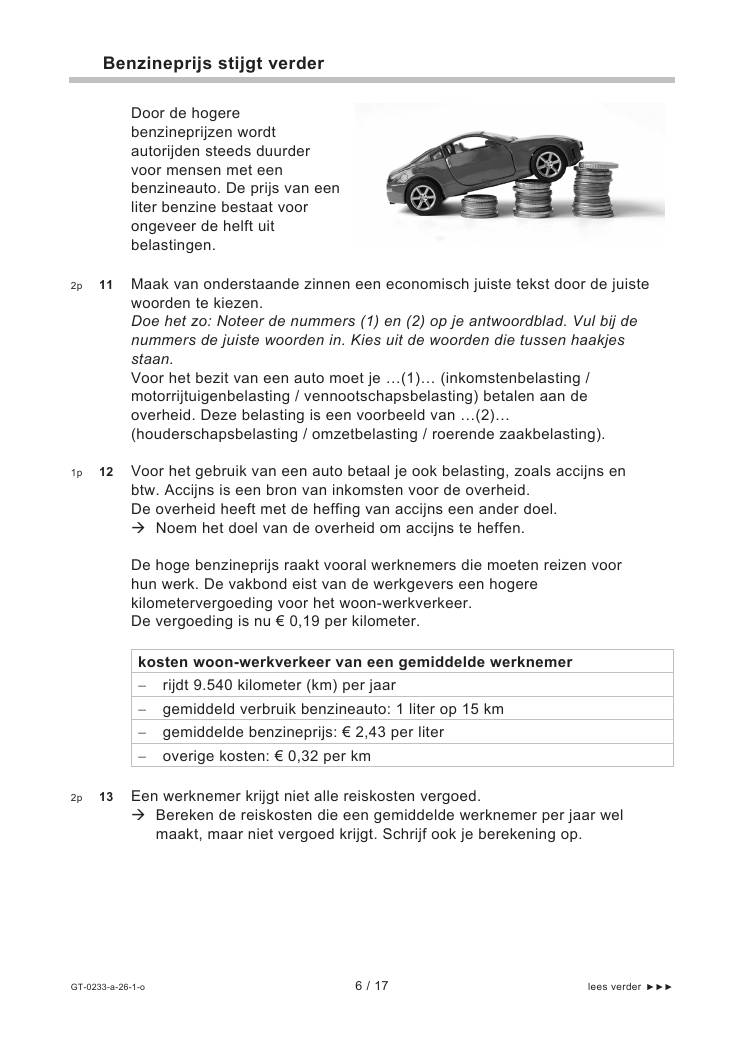 Benzineprijs stijgt verder
Door de hogere
benzineprijzen wordt
autorijden steeds duurder
voor mensen met een
benzineauto. De prijs van een
liter benzine bestaat voor
ongeveer de helft uit
belastingen.
2p 11 Maak van onderstaande zinnen een economisch juiste tekst door de juiste
woorden te kiezen.
Doe het zo: Noteer de nummers (1) en (2) op je antwoordblad. Vul bij de
nummers de juiste woorden in. Kies uit de woorden die tussen haakjes
staan.
Voor het bezit van een auto moet je …(1)… (inkomstenbelasting /
motorrijtuigenbelasting / vennootschapsbelasting) betalen aan de
overheid. Deze belasting is een voorbeeld van …(2)…
(houderschapsbelasting / omzetbelasting / roerende zaakbelasting).
1p 12 Voor het gebruik van een auto betaal je ook belasting, zoals accijns en
btw. Accijns is een bron van inkomsten voor de overheid.
De overheid heeft met de heffing van accijns een ander doel.
→ Noem het doel van de overheid om accijns te heffen.
De hoge benzineprijs raakt vooral werknemers die moeten reizen voor
hun werk. De vakbond eist van de werkgevers een hogere
kilometervergoeding voor het woon-werkverkeer.
De vergoeding is nu € 0,19 per kilometer.
kosten woon-werkverkeer van een gemiddelde werknemer
– rijdt 9.540 kilometer (km) per jaar
– gemiddeld verbruik benzineauto: 1 liter op 15 km
– gemiddelde benzineprijs: € 2,43 per liter
– overige kosten: € 0,32 per km
2p 13 Een werknemer krijgt niet alle reiskosten vergoed.
→ Bereken de reiskosten die een gemiddelde werknemer per jaar wel
maakt, maar niet vergoed krijgt. Schrijf ook je berekening op.
GT-0233-a-26-1-o 6 / 17 lees verder ►►►